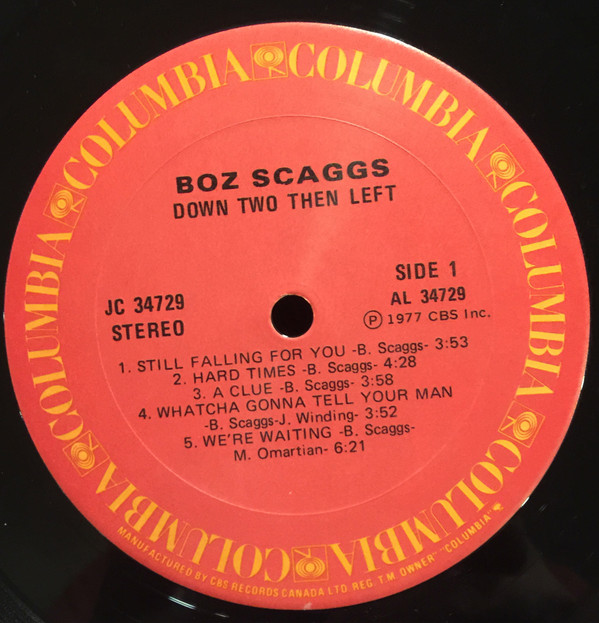 COLUMBIA COLUMBIA COLUMBIA COLUMBIA COLUMBIA COLUMBIA
BOZ SCAGGS
DOWN TWO THEN LEFT
SIDE 1
JC 34729
AL 34729
STEREO
Ⓟ 1977 CBS Inc.
1. STILL FALLING FOR YOU -B. Scaggs- 3:53
2. HARD TIMES -B. Scaggs- 4:28
3. A CLUE -B. Scaggs- 3:58
4. WHATCHA GONNA TELL YOUR MAN
-B. Scaggs-J. Winding- 3:52
5. WE'RE WAITING -B. Scaggs-
M. Omartian- 6:21
MANUFACTURED BY CBS RECORDS CANADA LTD. REG. T.M. OWNER- "COLUMBIA"